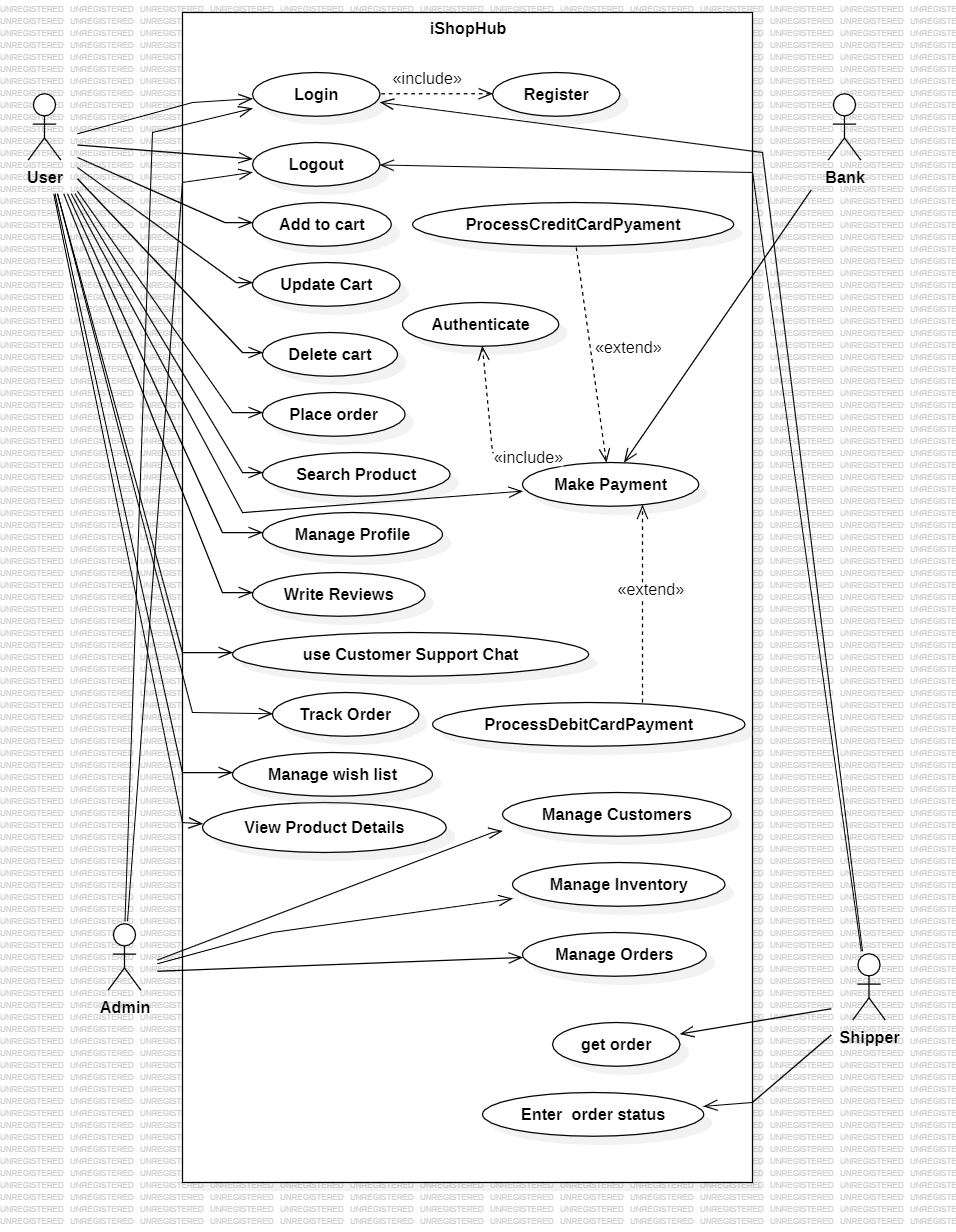 iShopHub
«include»
Login
Register
User
Bank
Logout
Add to cart
ProcessCreditCardPyament
Update Cart
Authenticate
«extend»
Delete cart
Place order
«include»
Search Product
Make Payment
Manage Profile
Write Reviews
«extend»
use Customer Support Chat
Track Order
ProcessDebitCardPayment
Manage wish list
Manage Customers
View Product Details
Manage Inventory
Manage Orders
Admin
get order
Shipper
Enter  order status
UNREGISTERED